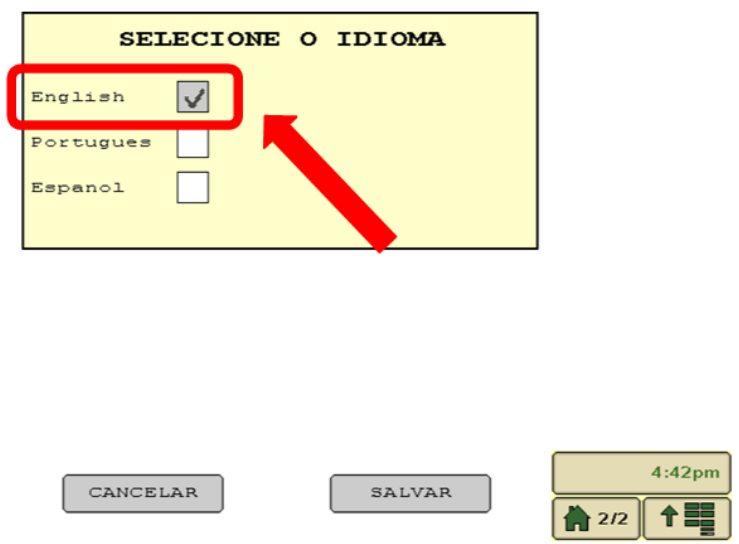 SELECIONE O IDIOMA
English
Portugues
Espanol
CANCELAR
SALVAR
4:42pm
2/2